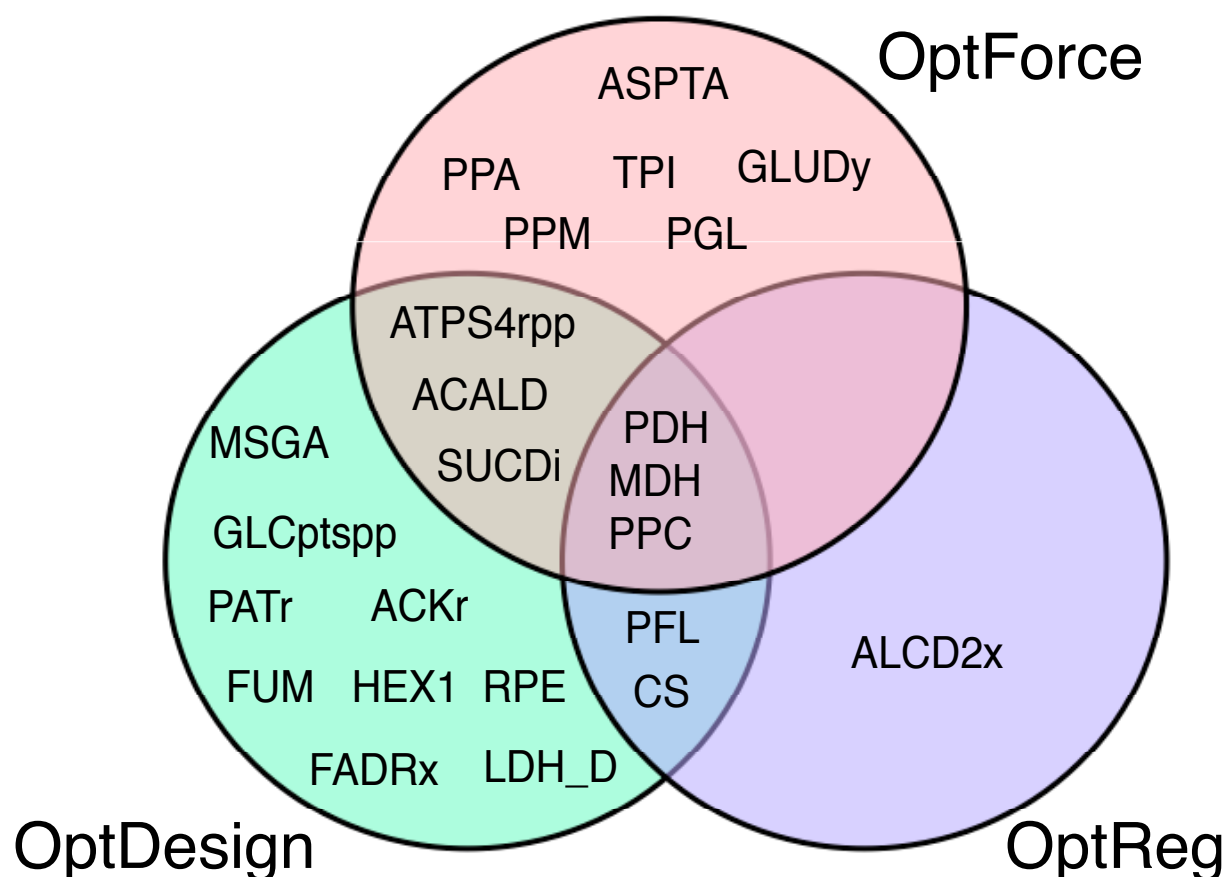 OptForce
ASPTA
PPA TPI GLUDy
PPM PGL
ATPS4rpp
ACALD
SUCDi
PDH
MDH
PPC
MSGA
GLCptspp
PATr ACKr
FUM HEX1 RPE
FADRx LDH_D
PFL
CS
ALCD2x
OptDesign
OptReg